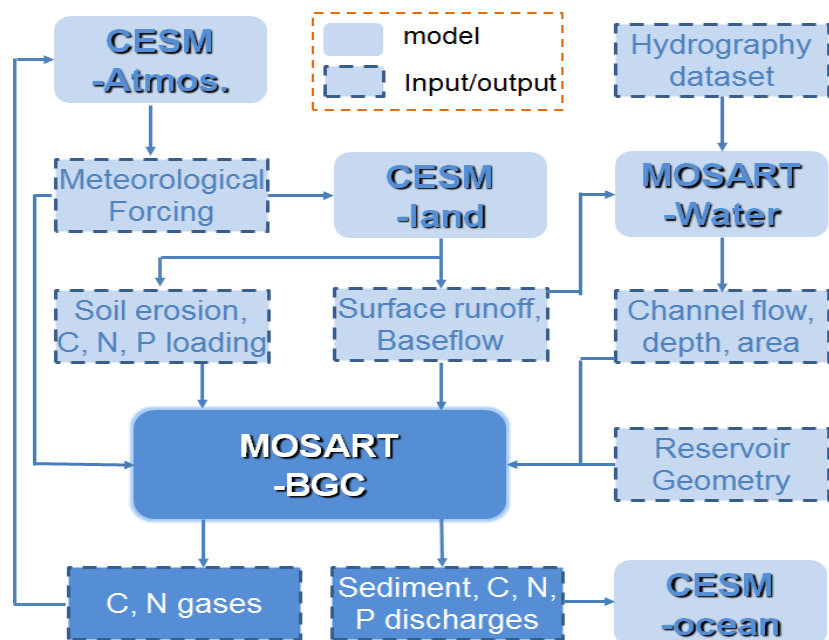 CESM
-Atmos.
model
Input/output
Hydrography
dataset
Meteorological
Forcing
CESM
-land
MOSART
-Water
Soil erosion,
C, N, P loading
Surface runoff,
Baseflow
Channel flow,
depth, area
MOSART
-BGC
Reservoir
Geometry
C, N gases
Sediment, C, N,
P discharges
CESM
-ocean